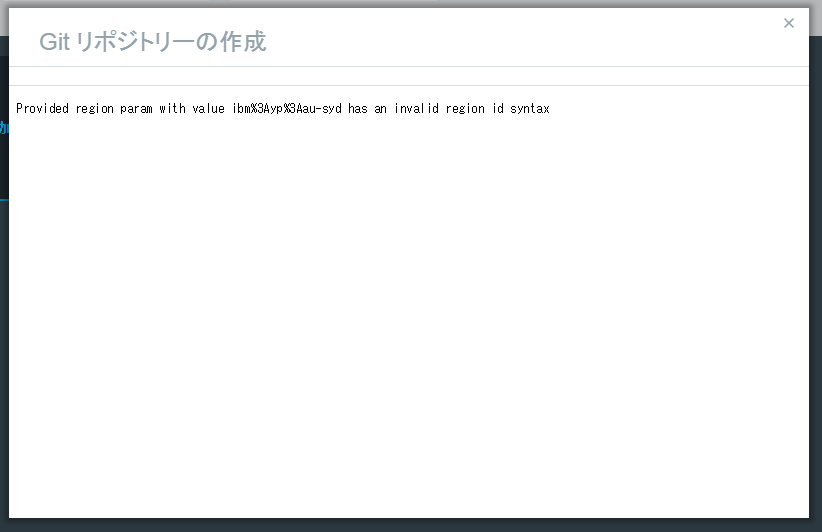 ×
Git リポジトリーの作成
Provided region param with value ibm%3Ayp%3Aau-syd has an invalid region id syntax